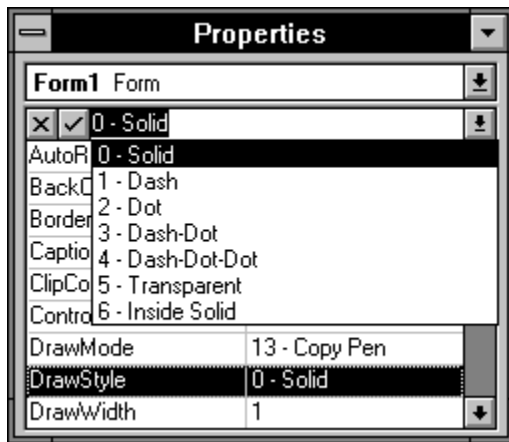 Properties
Form1 Form
0 - Solid
AutoR 0 - Solid
BackC 1 - Dash
Border 2 - Dot
Captio 3 - Dash-Dot
ClipCo 4 - Dash-Dot-Dot
5 - Transparent
Contro 6 - Inside Solid
DrawMode 13 - Copy Pen
DrawStyle 0 - Solid
DrawWidth 1